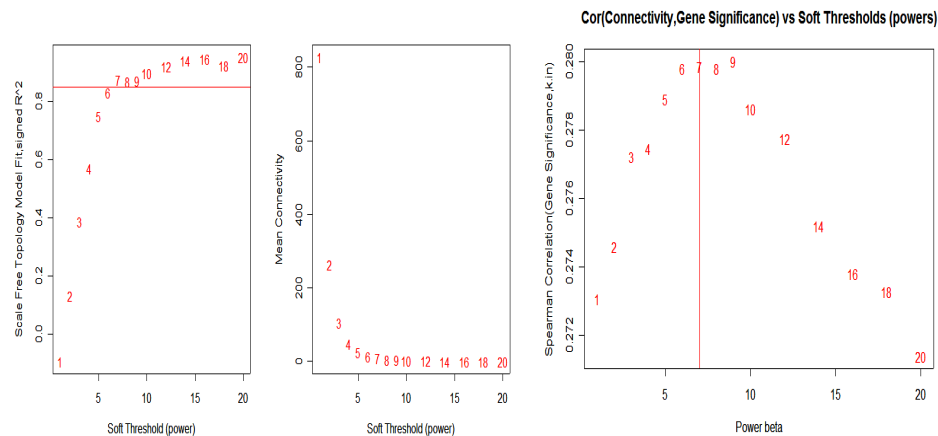 Cor(Connectivity,Gene Significance) vs Soft Thresholds (powers)
Scale Free Topology Model Fit,signed R^2
0.0 0.2 0.4 0.6 0.8
1 2 3 4 5 6 7 8 9 10 12 14 16 18 20
5 10 15 20
Soft Threshold (power)
Mean Connectivity
0 200 400 600 800
1 2 3 4 5 6 7 8 9 10 12 14 16 18 20
5 10 15 20
Soft Threshold (power)
Spearman Correlation(Gene Significance,k.in)
0.272 0.274 0.276 0.278 0.280
1 2 3 4 5 6 7 8 9 10 12 14 16 18 20
5 10 15 20
Power beta